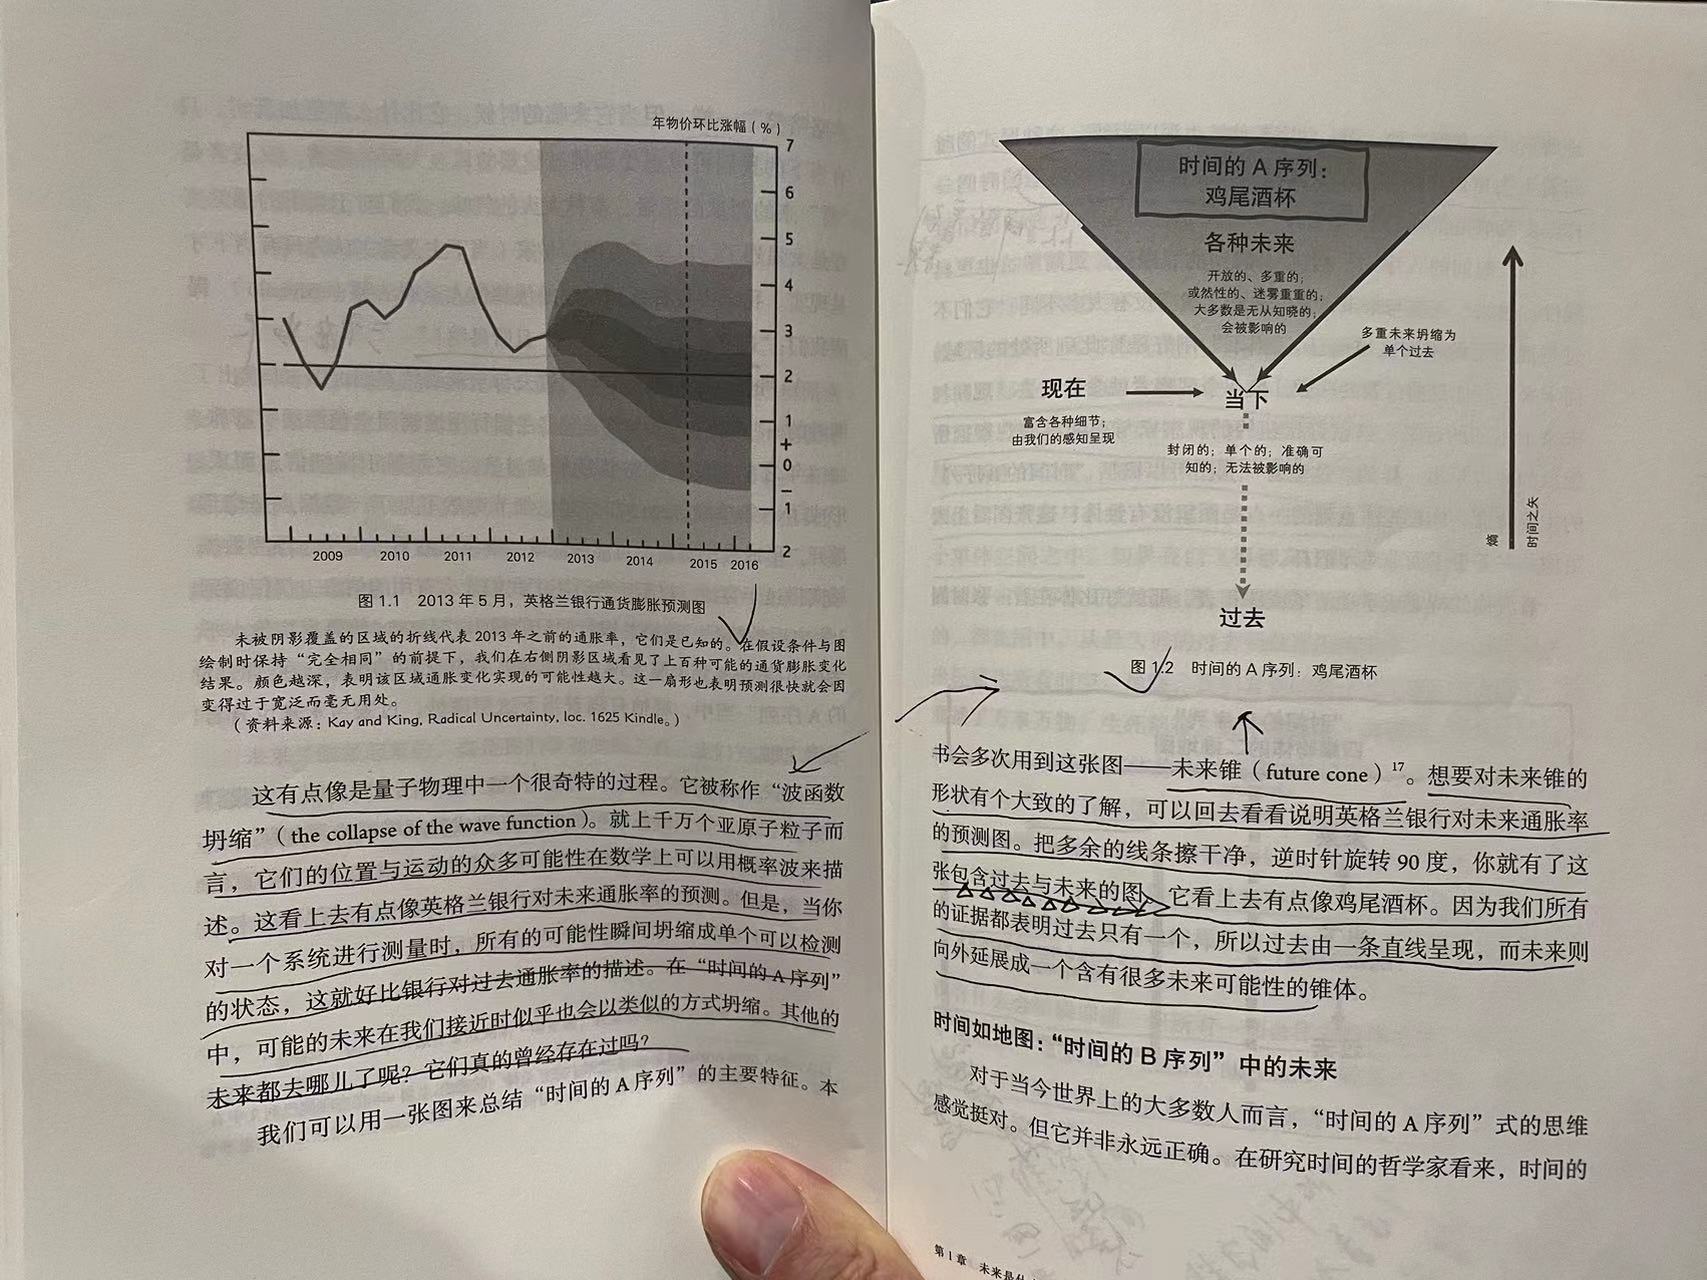 年物价环比涨幅（%）
7
6
5
4
3
2
1
+
0
−
1
2
2009 2010 2011 2012 2013 2014 2015 2016
图 1.1 2013 年 5 月，英格兰银行通货膨胀预测图
未被阴影覆盖的区域的折线代表 2013 年之前的通胀率，它们是已知的。在假设条件与图
绘制时保持“完全相同”的前提下，我们在右侧阴影区域看见了上百种可能的通货膨胀变化
结果。颜色越深，表明该区域通胀变化实现的可能性越大。这一扇形也表明预测很快就会因
变得过于宽泛而毫无用处。
（资料来源：Kay and King, Radical Uncertainty, loc. 1625 Kindle。）
这有点像是量子物理中一个很奇特的过程。它被称作“波函数
坍缩”（the collapse of the wave function）。就上千万个亚原子粒子而
言，它们的位置与运动的众多可能性在数学上可以用概率波来描
述。这看上去有点像英格兰银行对未来通胀率的预测。但是，当你
对一个系统进行测量时，所有的可能性瞬间坍缩成单个可以检测
的状态，这就好比银行对过去通胀率的描述。在“时间的A序列”
中，可能的未来在我们接近时似乎也会以类似的方式坍缩。其他的
未来都去哪儿了呢？它们真的曾经存在过吗？
我们可以用一张图来总结“时间的A序列”的主要特征。本
时间的 A 序列：
鸡尾酒杯
各种未来
开放的、多重的；
或然性的、迷雾重重的；
大多数是无从知晓的；
会被影响的
多重未来坍缩为
单个过去
现在
富含各种细节；
由我们的感知呈现
当下
封闭的；单个的；准确可
知的；无法被影响的
过去
熵
时间之矢
图 1.2 时间的 A 序列：鸡尾酒杯
书会多次用到这张图——未来锥（future cone）17。想要对未来锥的
形状有个大致的了解，可以回去看看说明英格兰银行对未来通胀率
的预测图。把多余的线条擦干净，逆时针旋转 90 度，你就有了这
张包含过去与未来的图。它看上去有点像鸡尾酒杯。因为我们所有
的证据都表明过去只有一个，所以过去由一条直线呈现，而未来则
向外延展成一个含有很多未来可能性的锥体。
时间如地图：“时间的 B 序列”中的未来
对于当今世界上的大多数人而言，“时间的A序列”式的思维
感觉挺对。但它并非永远正确。在研究时间的哲学家看来，时间的
第 1 章 未来是什